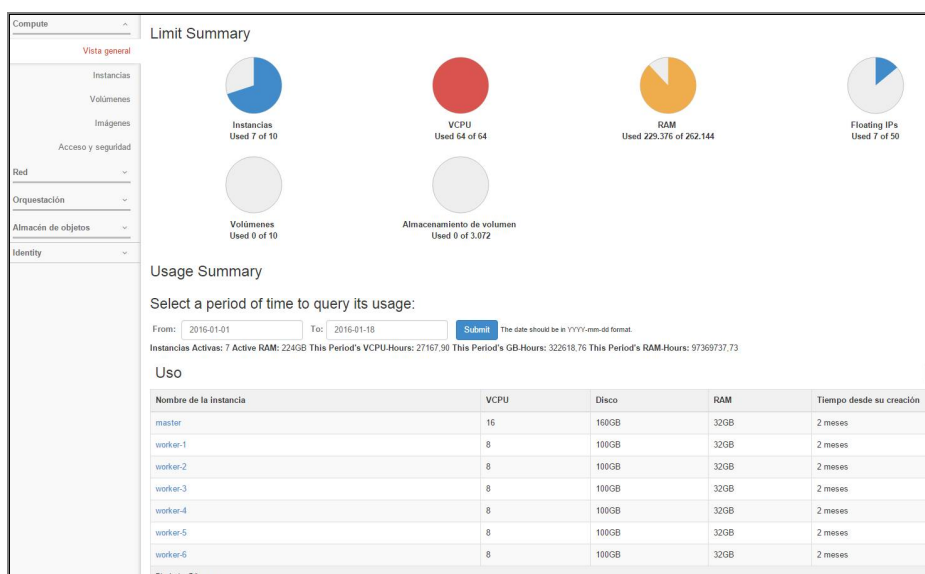 Compute
Vista general
Instancias
Volúmenes
Imágenes
Acceso y seguridad
Red
Orquestación
Almacén de objetos
Identity
Limit Summary
Instancias
Used 7 of 10
VCPU
Used 64 of 64
RAM
Used 229.376 of 262.144
Floating IPs
Used 7 of 50
Volúmenes
Used 0 of 10
Almacenamiento de volumen
Used 0 of 3.072
Usage Summary
Select a period of time to query its usage:
From: 2016-01-01 To: 2016-01-18 Submit The date should be in YYYY-mm-dd format.
Instancias Activas: 7 Active RAM: 224GB This Period's VCPU-Hours: 27167,90 This Period's GB-Hours: 322618,76 This Period's RAM-Hours: 97369737,73
Uso
Nombre de la instancia VCPU Disco RAM Tiempo desde su creación
master 16 160GB 32GB 2 meses
worker-1 8 100GB 32GB 2 meses
worker-2 8 100GB 32GB 2 meses
worker-3 8 100GB 32GB 2 meses
worker-4 8 100GB 32GB 2 meses
worker-5 8 100GB 32GB 2 meses
worker-6 8 100GB 32GB 2 meses